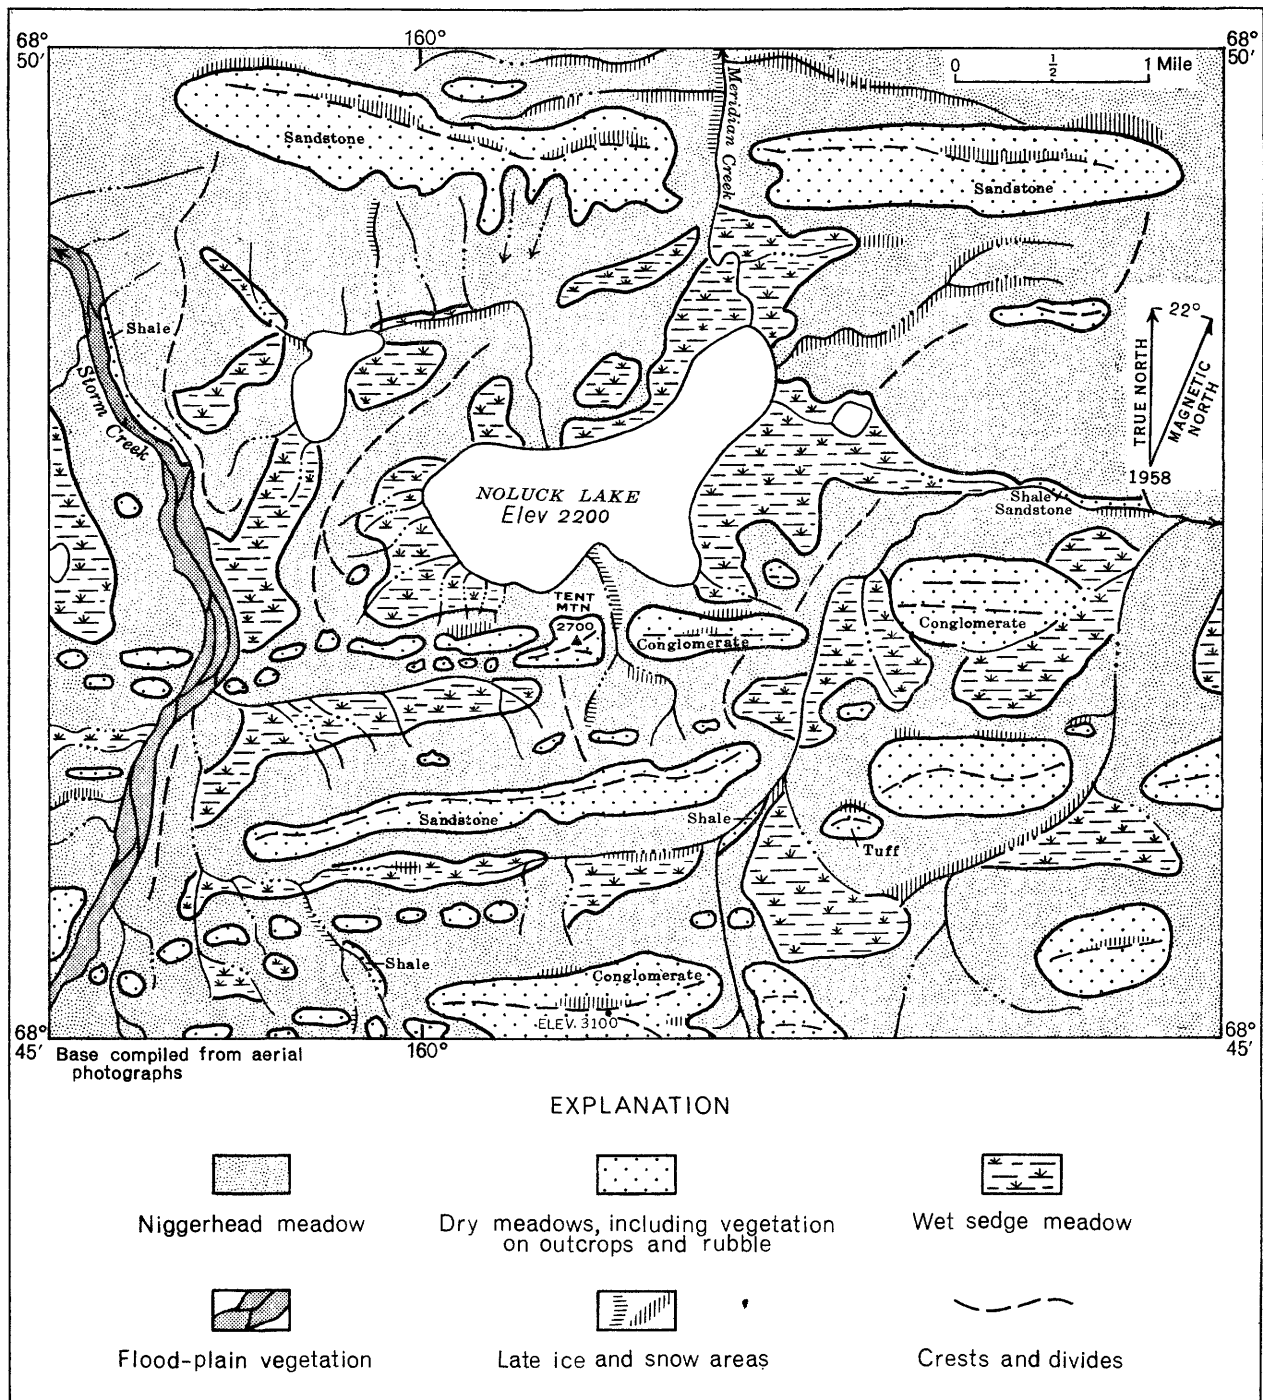 68°
50'
160°
68°
50'
0 1/2 1 Mile
Meridian Creek
Sandstone
Sandstone
Shale
Storm Creek
22°
TRUE NORTH
MAGNETIC NORTH
1958
NOLUCK LAKE
Elev 2200
Shale
Sandstone
TENT
MTN
2700
Conglomerate
Conglomerate
Sandstone
Shale
Tuff
Shale
Conglomerate
ELEV. 3100
68°
45'
160°
68°
45'
Base compiled from aerial
photographs
EXPLANATION
Niggerhead meadow
Dry meadows, including vegetation
on outcrops and rubble
Wet sedge meadow
Flood-plain vegetation
Late ice and snow areas
Crests and divides